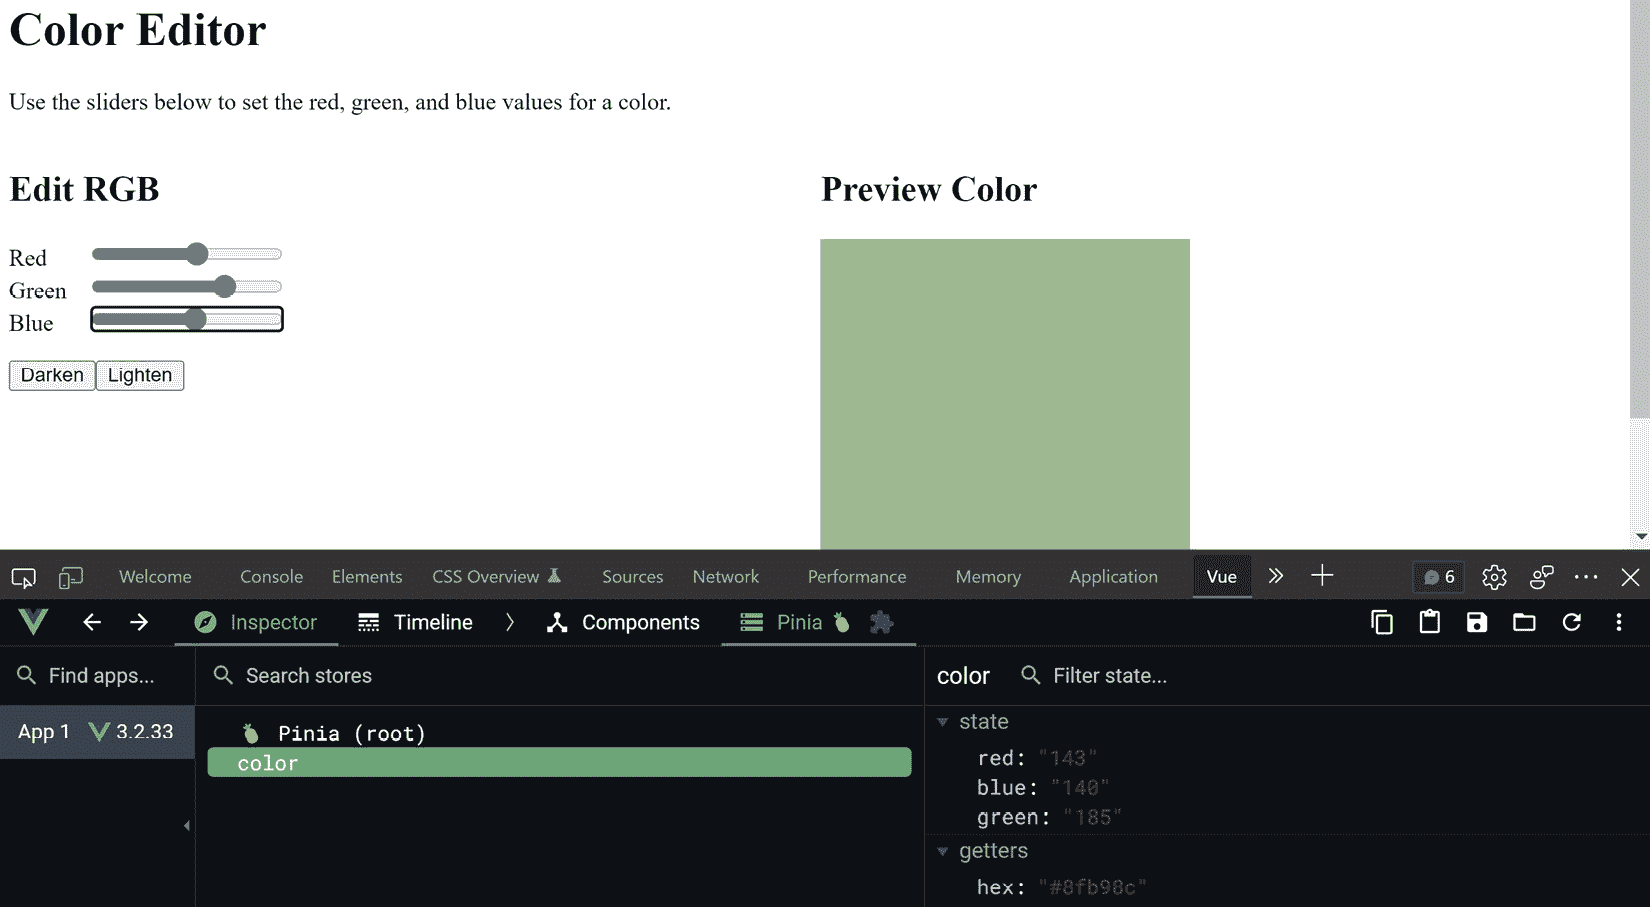 Color Editor
Use the sliders below to set the red, green, and blue values for a color.
Edit RGB
Red
Green
Blue
Darken Lighten
Preview Color
Welcome Console Elements CSS Overview Sources Network Performance Memory Application Vue 6
Inspector Timeline Components Pinia
Find apps... Search stores color Filter state...
App 1 3.2.33
Pinia (root)
color
state
red: "143"
blue: "140"
green: "185"
getters
hex: "#8fb98c"